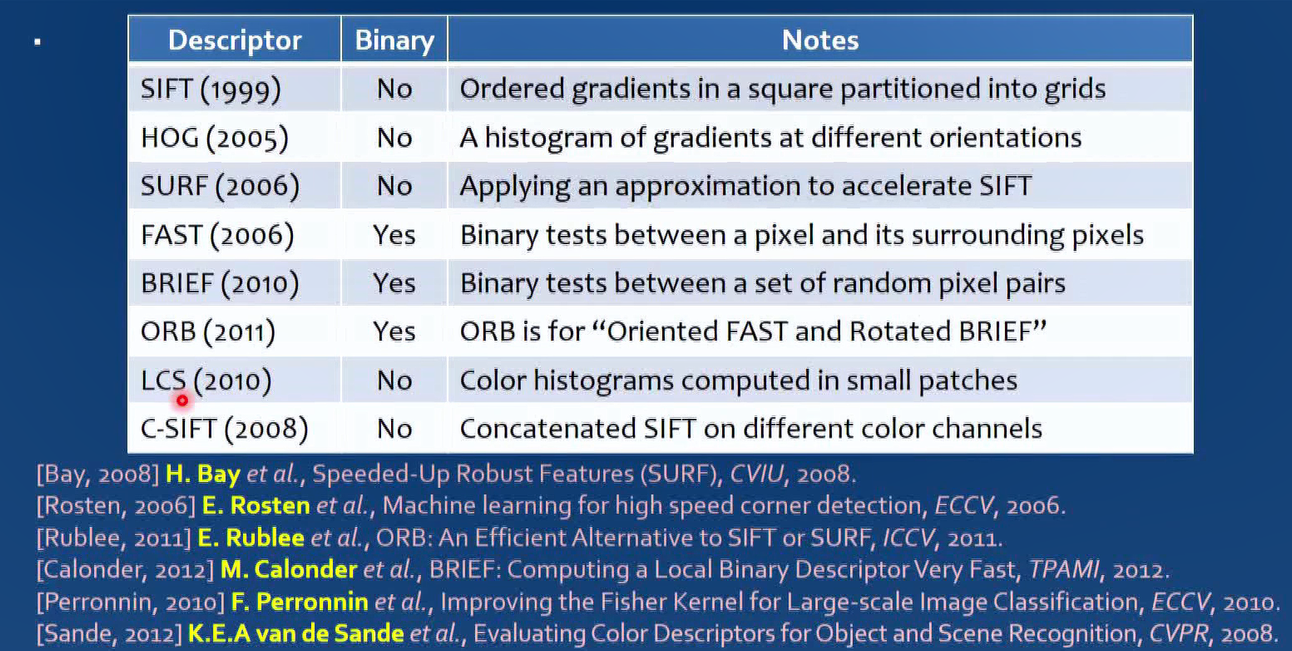 Descriptor Binary Notes
SIFT (1999) No Ordered gradients in a square partitioned into grids
HOG (2005) No A histogram of gradients at different orientations
SURF (2006) No Applying an approximation to accelerate SIFT
FAST (2006) Yes Binary tests between a pixel and its surrounding pixels
BRIEF (2010) Yes Binary tests between a set of random pixel pairs
ORB (2011) Yes ORB is for “Oriented FAST and Rotated BRIEF”
LCS (2010) No Color histograms computed in small patches
C-SIFT (2008) No Concatenated SIFT on different color channels
[Bay, 2008] H. Bay et al., Speeded-Up Robust Features (SURF), CVIU, 2008.
[Rosten, 2006] E. Rosten et al., Machine learning for high speed corner detection, ECCV, 2006.
[Rublee, 2011] E. Rublee et al., ORB: An Efficient Alternative to SIFT or SURF, ICCV, 2011.
[Calonder, 2012] M. Calonder et al., BRIEF: Computing a Local Binary Descriptor Very Fast, TPAMI, 2012.
[Perronnin, 2010] F. Perronnin et al., Improving the Fisher Kernel for Large-scale Image Classification, ECCV, 2010.
[Sande, 2012] K.E.A van de Sande et al., Evaluating Color Descriptors for Object and Scene Recognition, CVPR, 2008.